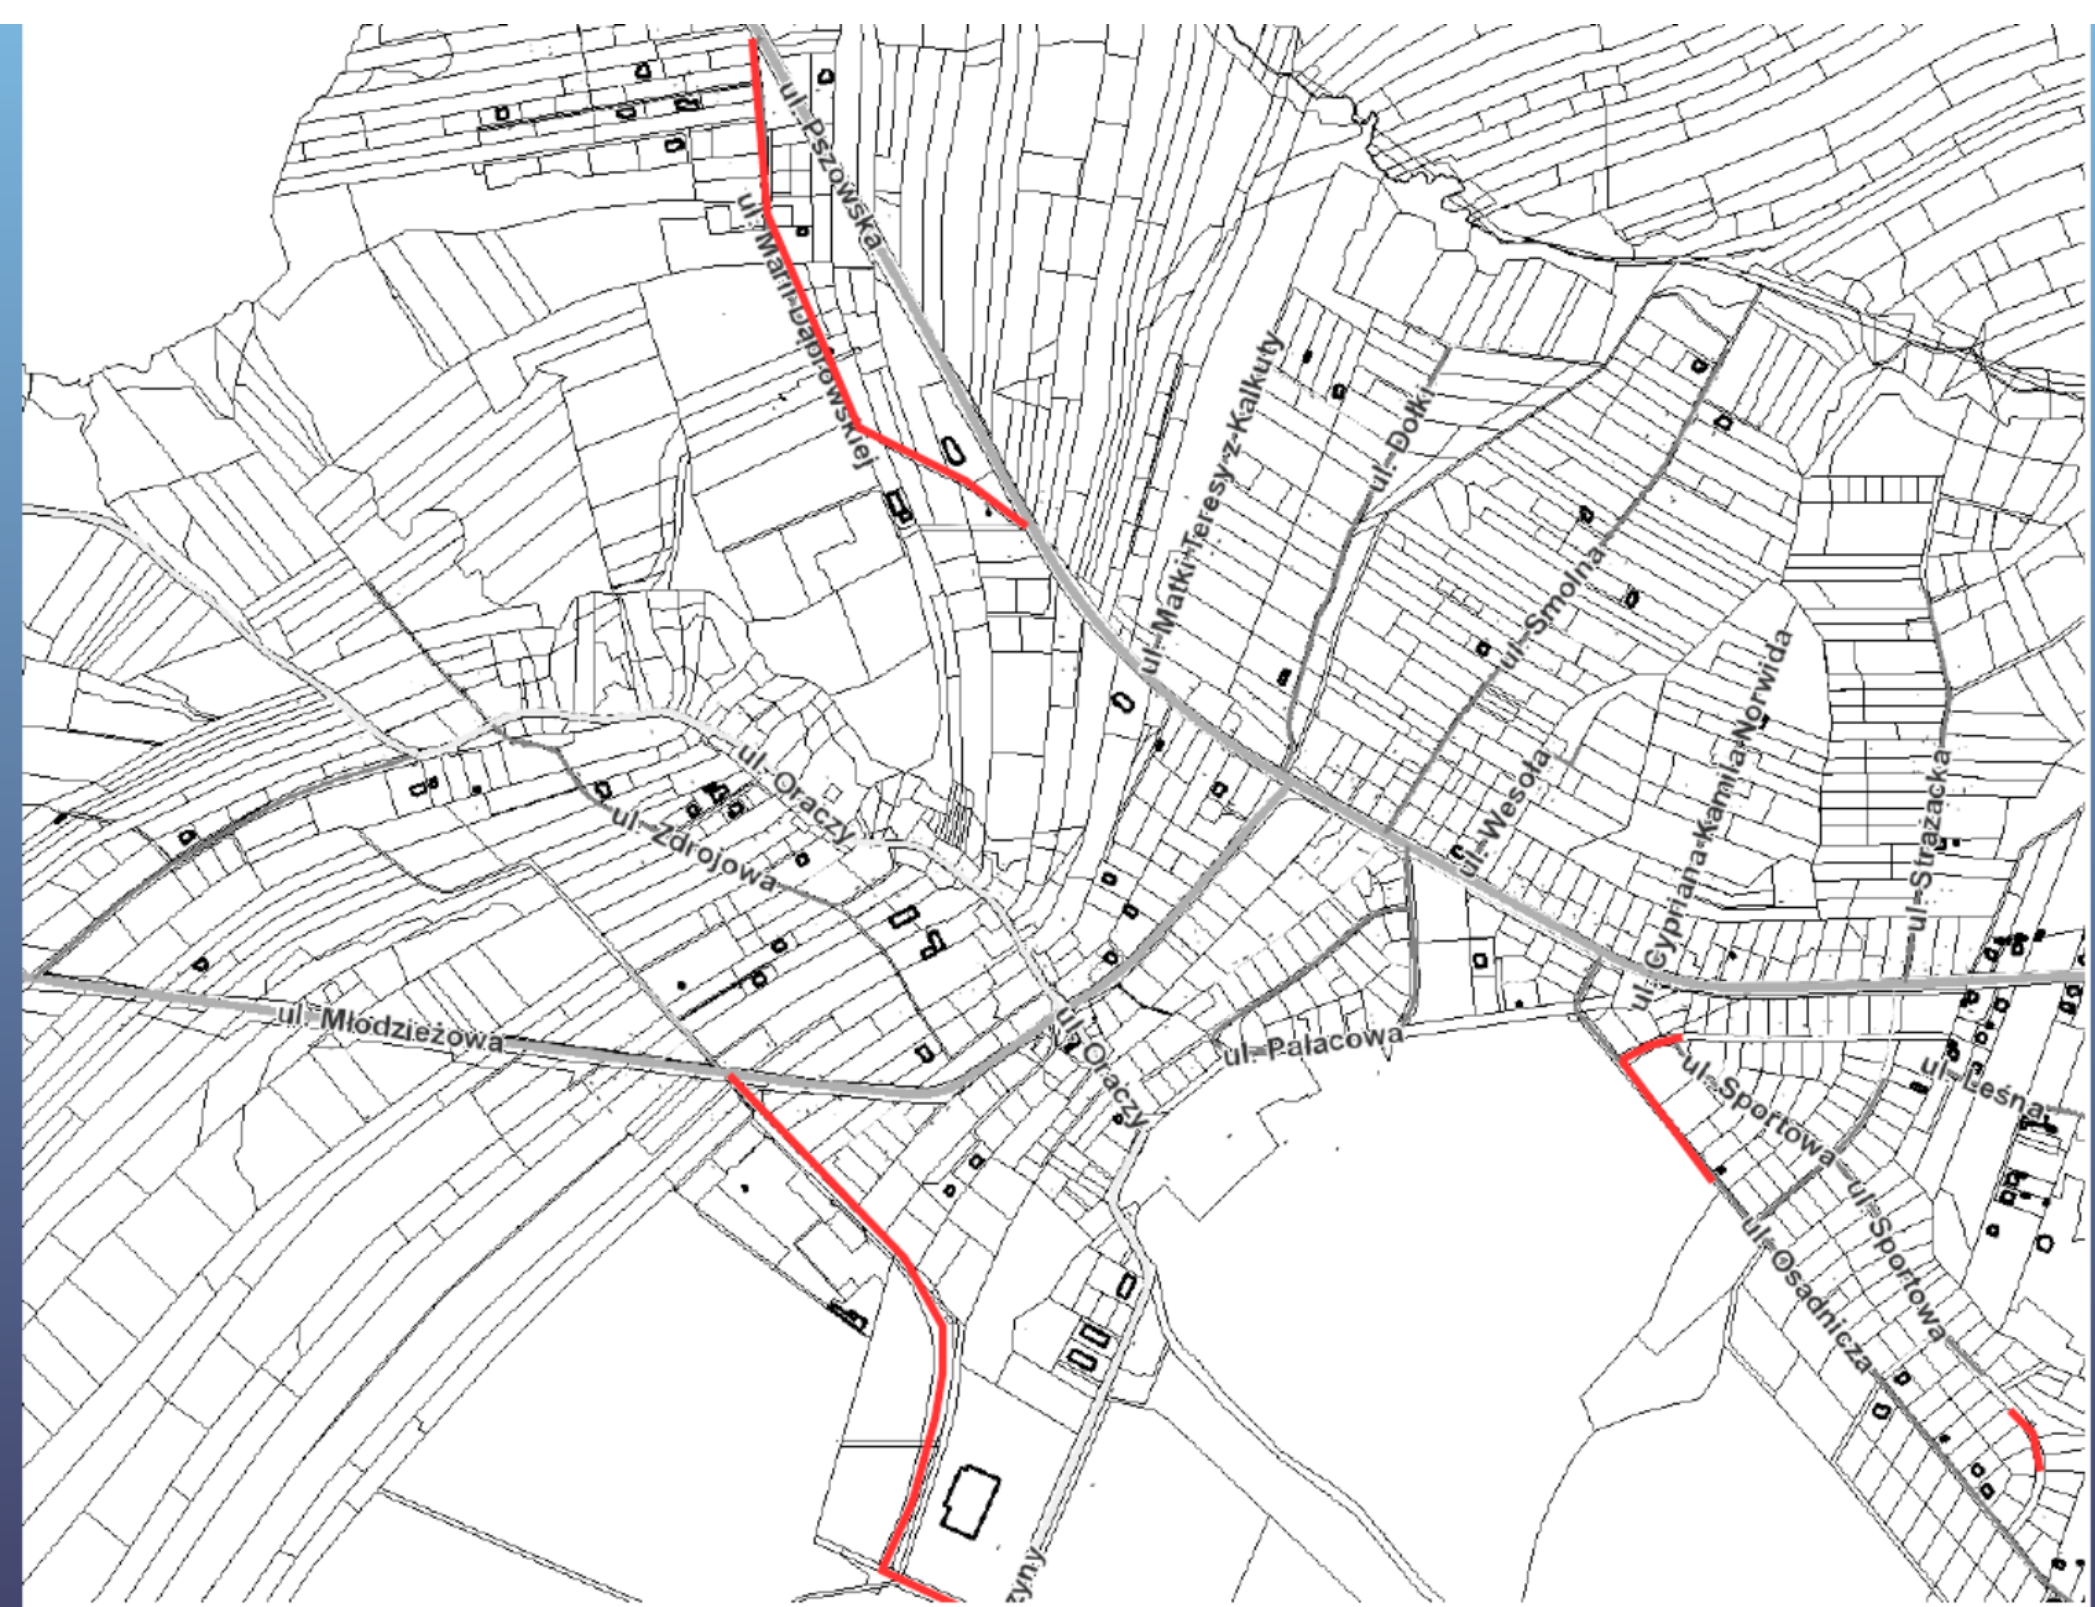 ul. Pszowska
ul. Marii Dąbrowskiej
ul. Matki Teresy z Kalkuty
ul. Dołki
ul. Smolna
ul. Wesoła
ul. Cypriana Kamila Norwida
ul. Strażacka
ul. Oraczy
ul. Zdrojowa
ul. Młodzieżowa
ul. Oraczy
ul. Pałacowa
ul. Sportowa
ul. Leśna
ul. Sportowa
ul. Osadnicza
zyny